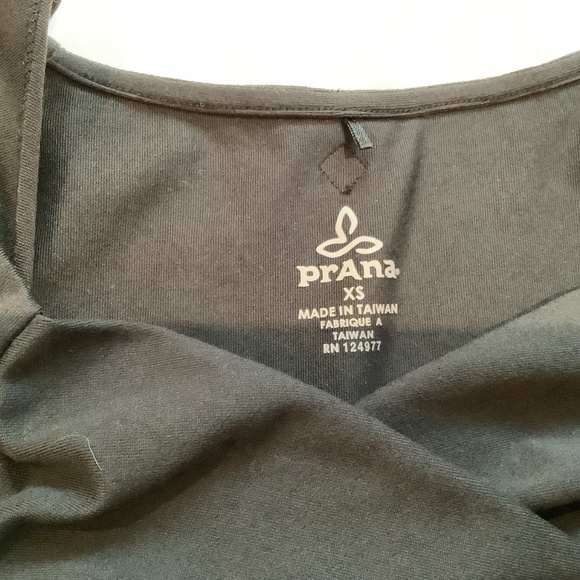 prAna
XS
MADE IN TAIWAN
FABRIQUE A
TAIWAN
RN 124977